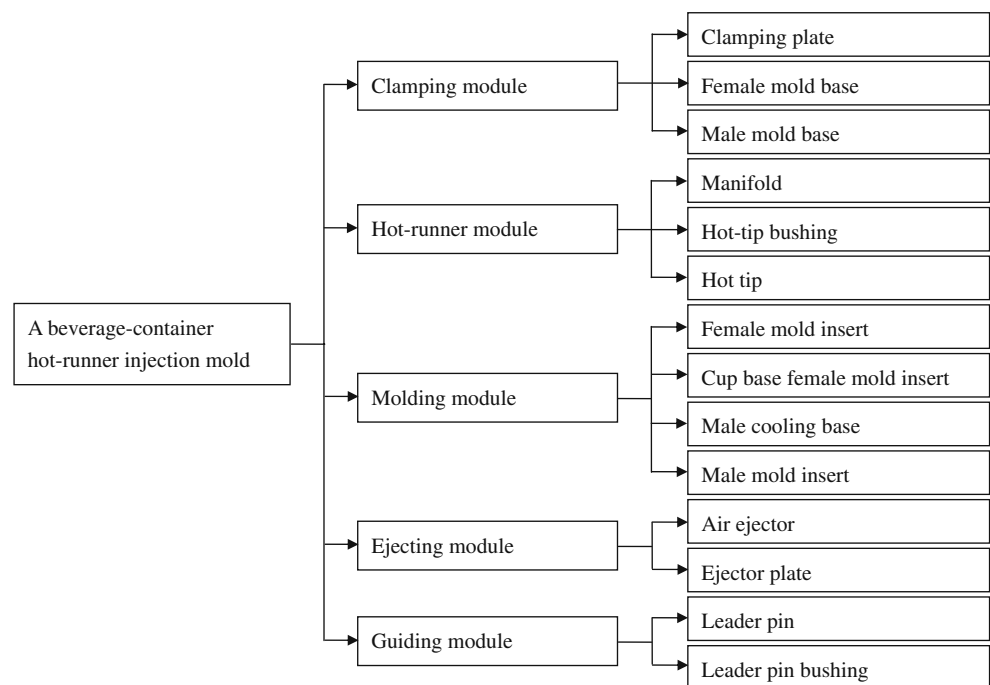 A beverage-container
hot-runner injection mold
Clamping module
Clamping plate
Female mold base
Male mold base
Hot-runner module
Manifold
Hot-tip bushing
Hot tip
Molding module
Female mold insert
Cup base female mold insert
Male cooling base
Male mold insert
Ejecting module
Air ejector
Ejector plate
Guiding module
Leader pin
Leader pin bushing